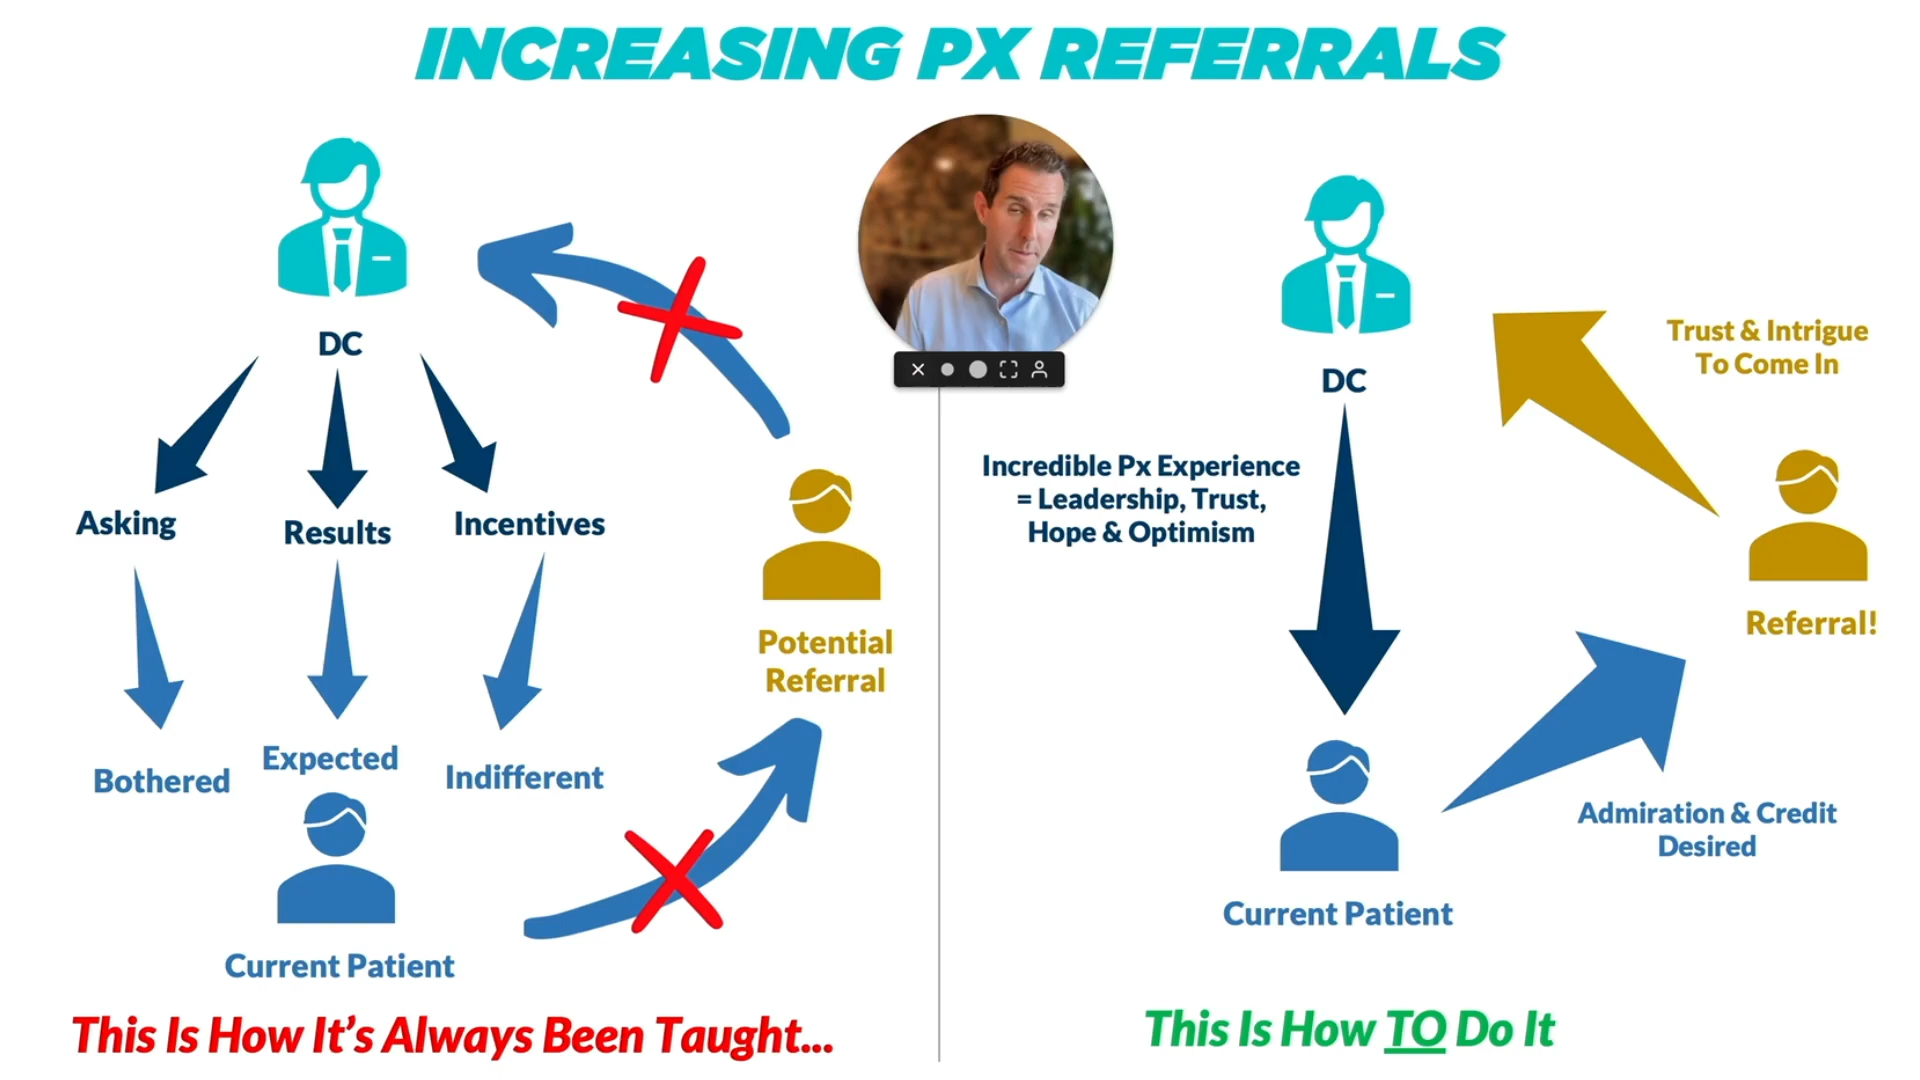 INCREASING PX REFERRALS
DC
Asking
Results
Incentives
Bothered
Expected
Indifferent
Current Patient
Potential
Referral
This Is How It's Always Been Taught...
DC
Incredible Px Experience
= Leadership, Trust,
Hope & Optimism
Trust & Intrigue
To Come In
Referral!
Admiration & Credit
Desired
Current Patient
This Is How TO Do It